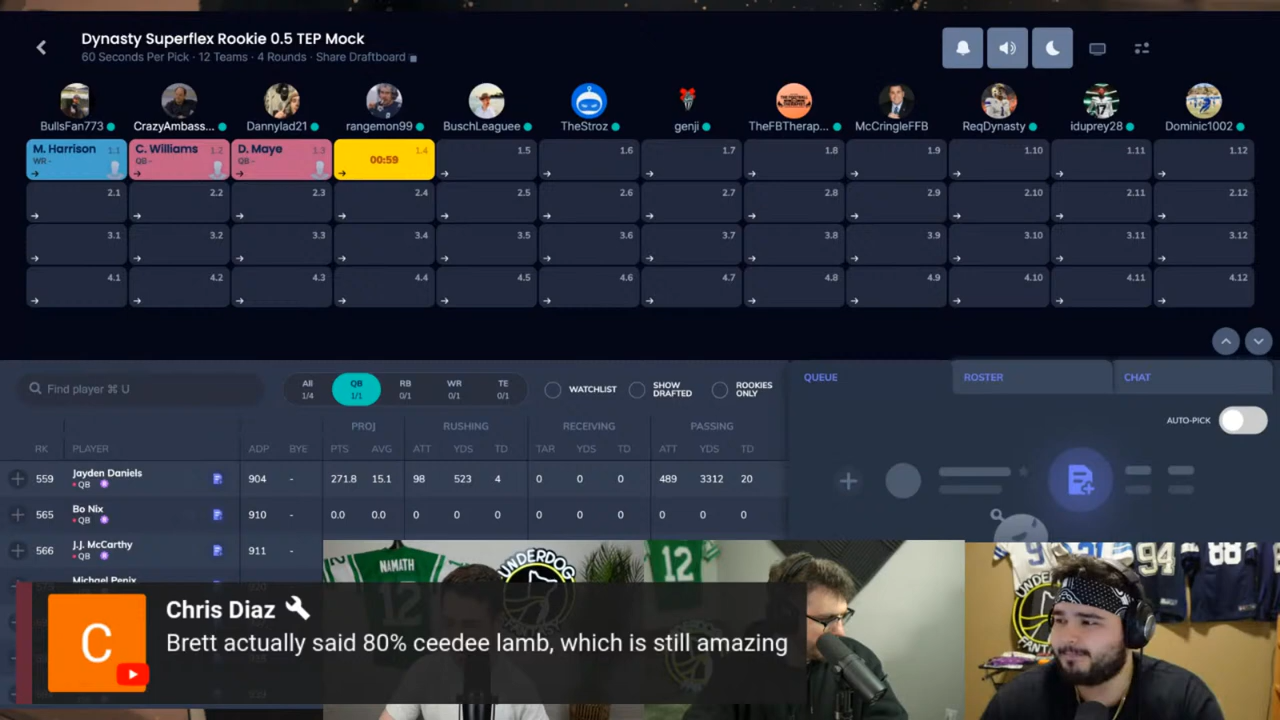 Dynasty Superflex Rookie 0.5 TEP Mock
60 Seconds Per Pick · 12 Teams · 4 Rounds · Share Draftboard
BullsFan773 CrazyAmbass... Dannylad21 rangemon99 BuschLeaguee TheStroz genji TheFBTherap... McCringleFFB ReqDynasty iduprey28 Dominic1002
M. Harrison 1.1 C. Williams 1.2 D. Maye 1.3 1.4 1.5 1.6 1.7 1.8 1.9 1.10 1.11 1.12
WR - QB - QB - 00:59
2.1 2.2 2.3 2.4 2.5 2.6 2.7 2.8 2.9 2.10 2.11 2.12
3.1 3.2 3.3 3.4 3.5 3.6 3.7 3.8 3.9 3.10 3.11 3.12
4.1 4.2 4.3 4.4 4.5 4.6 4.7 4.8 4.9 4.10 4.11 4.12
Find player ⌘ U
All QB RB WR TE
1/4 1/1 0/1 0/1 0/1
WATCHLIST
SHOW
DRAFTED
ROOKIES
ONLY
QUEUE ROSTER CHAT
AUTO-PICK
PROJ RUSHING RECEIVING PASSING
RK PLAYER ADP BYE PTS AVG ATT YDS TD TAR YDS TD ATT YDS TD
559 Jayden Daniels 904 - 271.8 15.1 98 523 4 0 0 0 489 3312 20
QB
565 Bo Nix 910 - 0.0 0.0 0 0 0 0 0 0 0 0 0
QB
566 J.J. McCarthy 911 -
QB
Michael Penix
NAMATH
12
UNDERDOG
12
94
88
FANTA
C
Chris Diaz
Brett actually said 80% ceedee lamb, which is still amazing